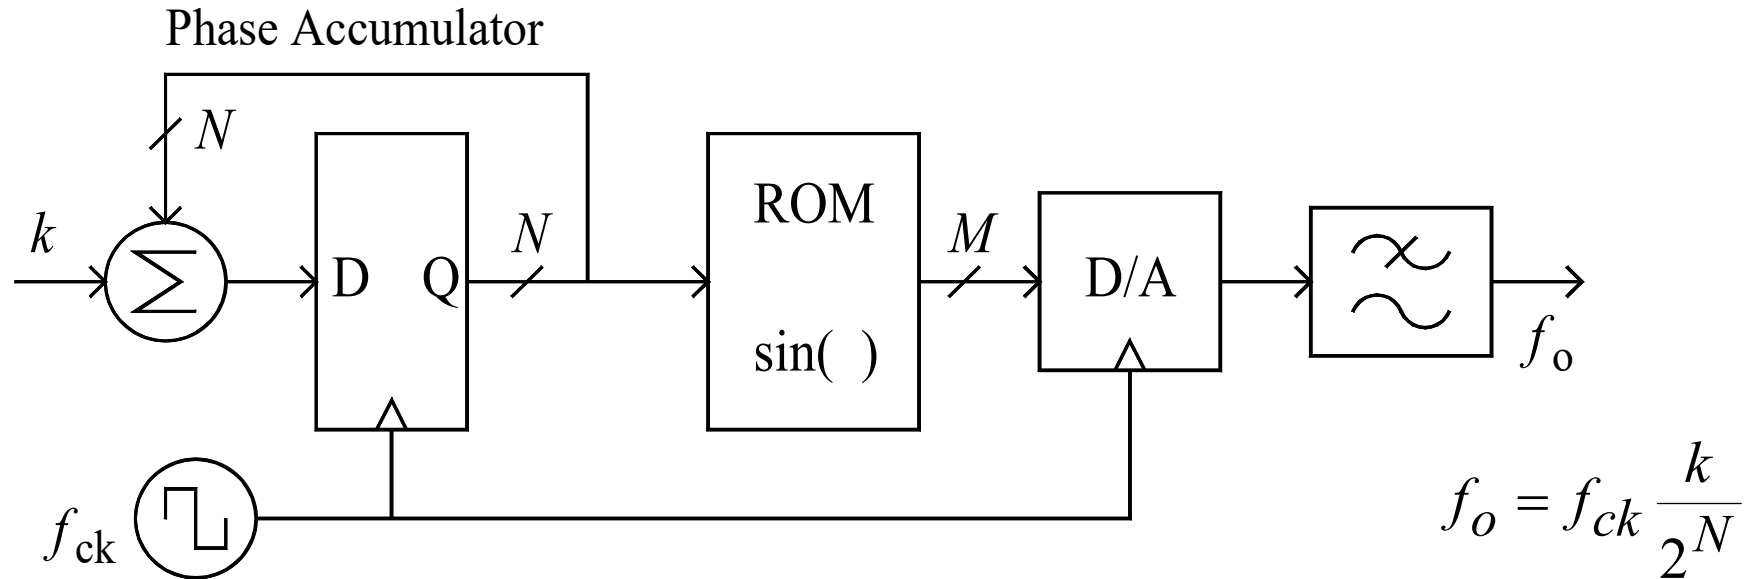 Phase Accumulator
N
k
Σ
D Q
N
ROM
sin( )
M
D/A
f_o
f_ck
f_o = f_ck k/2^N